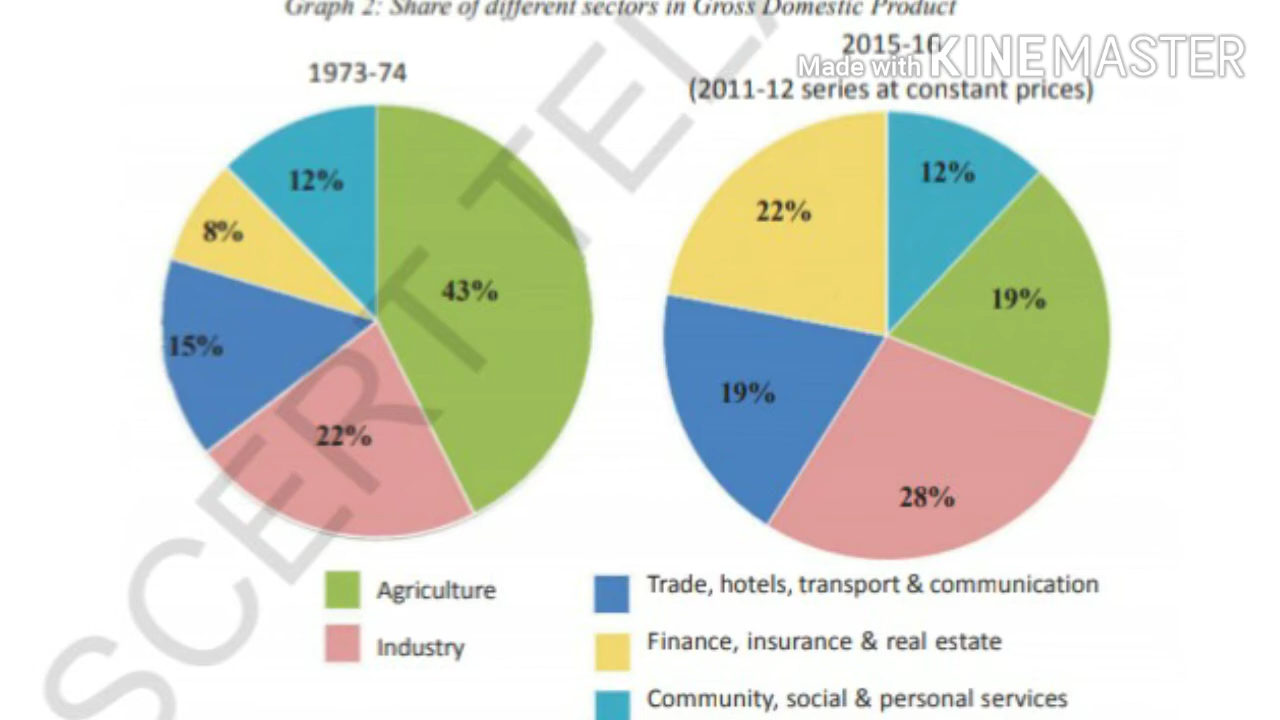 Graph 2: Share of different sectors in Gross Domestic Product
1973-74
2015-16
Made with KINEMASTER
(2011-12 series at constant prices)
12%
8%
43%
15%
22%
12%
22%
19%
19%
28%
Agriculture
Industry
Trade, hotels, transport & communication
Finance, insurance & real estate
Community, social & personal services
SCERT TELA